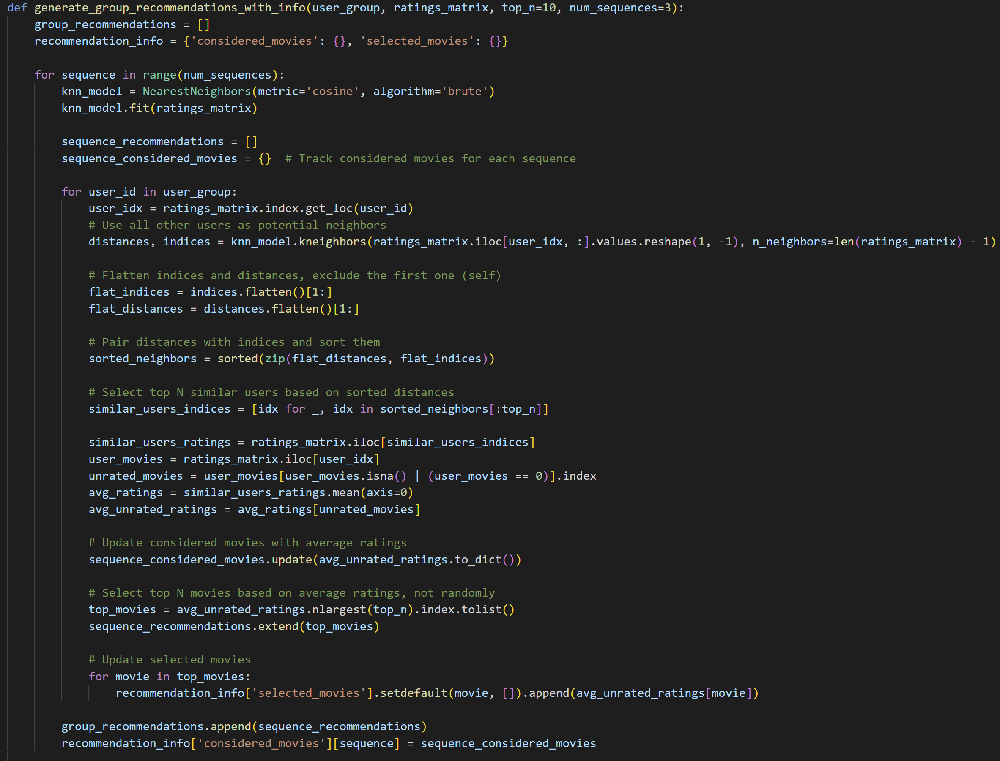 def generate_group_recommendations_with_info(user_group, ratings_matrix, top_n=10, num_sequences=3):
    group_recommendations = []
    recommendation_info = {'considered_movies': {}, 'selected_movies': {}}

    for sequence in range(num_sequences):
        knn_model = NearestNeighbors(metric='cosine', algorithm='brute')
        knn_model.fit(ratings_matrix)

        sequence_recommendations = []
        sequence_considered_movies = {}  # Track considered movies for each sequence

        for user_id in user_group:
            user_idx = ratings_matrix.index.get_loc(user_id)
            # Use all other users as potential neighbors
            distances, indices = knn_model.kneighbors(ratings_matrix.iloc[user_idx, :].values.reshape(1, -1), n_neighbors=len(ratings_matrix) - 1)

            # Flatten indices and distances, exclude the first one (self)
            flat_indices = indices.flatten()[1:]
            flat_distances = distances.flatten()[1:]

            # Pair distances with indices and sort them
            sorted_neighbors = sorted(zip(flat_distances, flat_indices))

            # Select top N similar users based on sorted distances
            similar_users_indices = [idx for _, idx in sorted_neighbors[:top_n]]

            similar_users_ratings = ratings_matrix.iloc[similar_users_indices]
            user_movies = ratings_matrix.iloc[user_idx]
            unrated_movies = user_movies[user_movies.isna() | (user_movies == 0)].index
            avg_ratings = similar_users_ratings.mean(axis=0)
            avg_unrated_ratings = avg_ratings[unrated_movies]

            # Update considered movies with average ratings
            sequence_considered_movies.update(avg_unrated_ratings.to_dict())

            # Select top N movies based on average ratings, not randomly
            top_movies = avg_unrated_ratings.nlargest(top_n).index.tolist()
            sequence_recommendations.extend(top_movies)

            # Update selected movies
            for movie in top_movies:
                recommendation_info['selected_movies'].setdefault(movie, []).append(avg_unrated_ratings[movie])

        group_recommendations.append(sequence_recommendations)
        recommendation_info['considered_movies'][sequence] = sequence_considered_movies